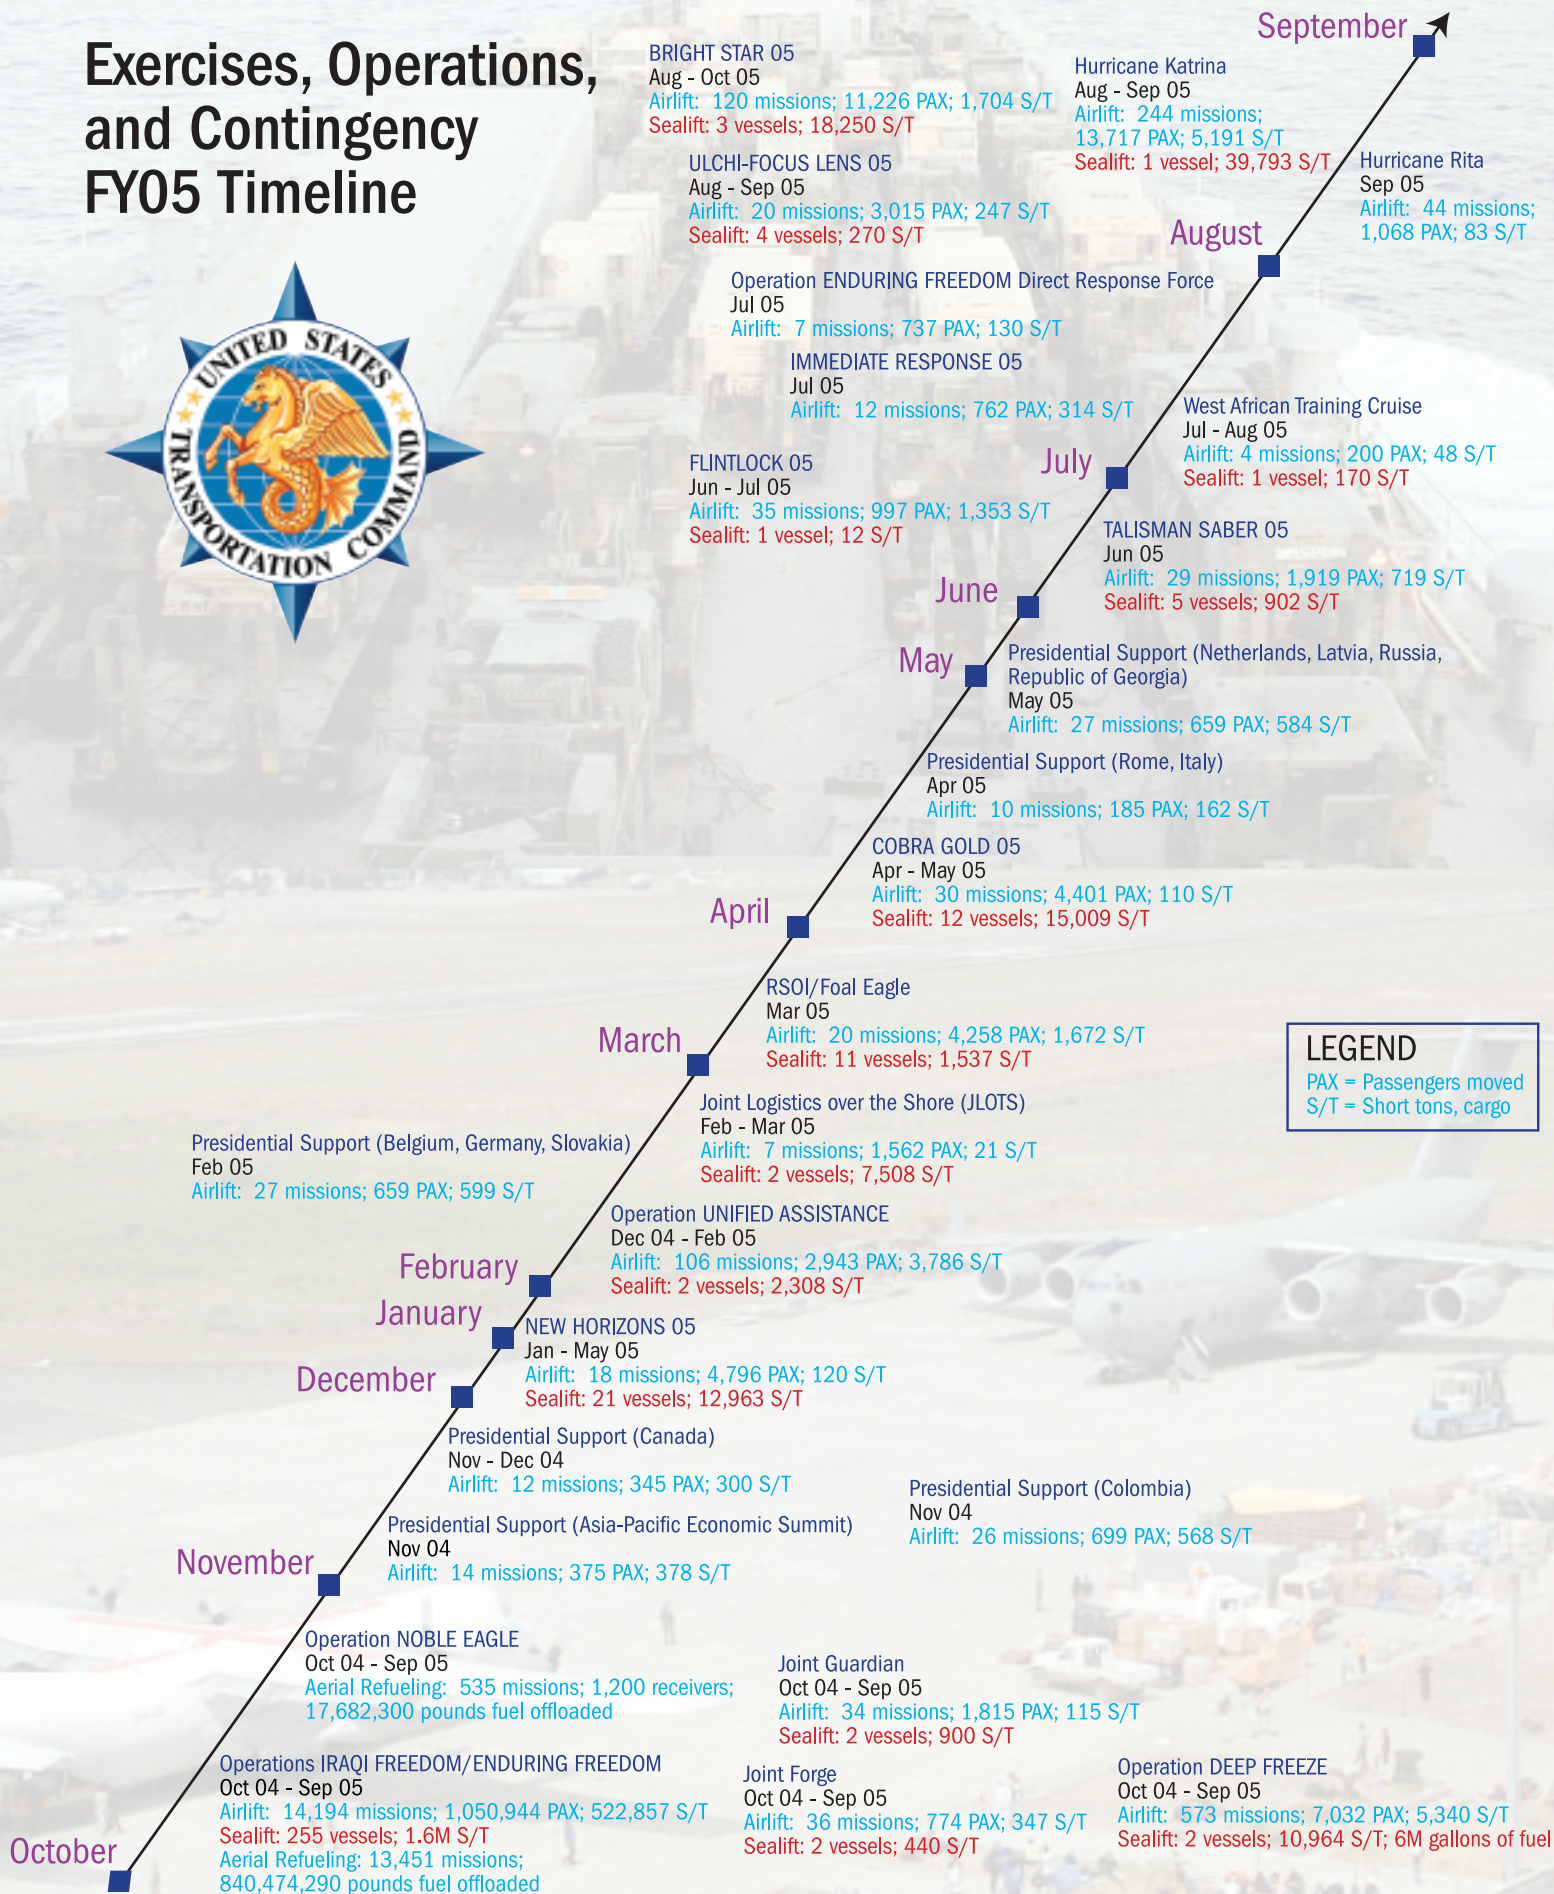 Exercises, Operations,
and Contingency
FY05 Timeline
UNITED STATES
TRANSPORTATION COMMAND
September
BRIGHT STAR 05
Aug - Oct 05
Airlift: 120 missions; 11,226 PAX; 1,704 S/T
Sealift: 3 vessels; 18,250 S/T
Hurricane Katrina
Aug - Sep 05
Airlift: 244 missions;
13,717 PAX; 5,191 S/T
Sealift: 1 vessel; 39,793 S/T
Hurricane Rita
Sep 05
Airlift: 44 missions;
1,068 PAX; 83 S/T
ULCHI-FOCUS LENS 05
Aug - Sep 05
Airlift: 20 missions; 3,015 PAX; 247 S/T
Sealift: 4 vessels; 270 S/T
August
Operation ENDURING FREEDOM Direct Response Force
Jul 05
Airlift: 7 missions; 737 PAX; 130 S/T
IMMEDIATE RESPONSE 05
Jul 05
Airlift: 12 missions; 762 PAX; 314 S/T
West African Training Cruise
Jul - Aug 05
Airlift: 4 missions; 200 PAX; 48 S/T
Sealift: 1 vessel; 170 S/T
July
FLINTLOCK 05
Jun - Jul 05
Airlift: 35 missions; 997 PAX; 1,353 S/T
Sealift: 1 vessel; 12 S/T
TALISMAN SABER 05
Jun 05
Airlift: 29 missions; 1,919 PAX; 719 S/T
Sealift: 5 vessels; 902 S/T
June
May
Presidential Support (Netherlands, Latvia, Russia,
Republic of Georgia)
May 05
Airlift: 27 missions; 659 PAX; 584 S/T
Presidential Support (Rome, Italy)
Apr 05
Airlift: 10 missions; 185 PAX; 162 S/T
COBRA GOLD 05
Apr - May 05
Airlift: 30 missions; 4,401 PAX; 110 S/T
Sealift: 12 vessels; 15,009 S/T
April
RSOI/Foal Eagle
Mar 05
Airlift: 20 missions; 4,258 PAX; 1,672 S/T
Sealift: 11 vessels; 1,537 S/T
March
LEGEND
PAX = Passengers moved
S/T = Short tons, cargo
Joint Logistics over the Shore (JLOTS)
Feb - Mar 05
Airlift: 7 missions; 1,562 PAX; 21 S/T
Sealift: 2 vessels; 7,508 S/T
Presidential Support (Belgium, Germany, Slovakia)
Feb 05
Airlift: 27 missions; 659 PAX; 599 S/T
Operation UNIFIED ASSISTANCE
Dec 04 - Feb 05
Airlift: 106 missions; 2,943 PAX; 3,786 S/T
Sealift: 2 vessels; 2,308 S/T
February
January
NEW HORIZONS 05
Jan - May 05
Airlift: 18 missions; 4,796 PAX; 120 S/T
Sealift: 21 vessels; 12,963 S/T
December
Presidential Support (Canada)
Nov - Dec 04
Airlift: 12 missions; 345 PAX; 300 S/T
Presidential Support (Colombia)
Nov 04
Airlift: 26 missions; 699 PAX; 568 S/T
Presidential Support (Asia-Pacific Economic Summit)
Nov 04
Airlift: 14 missions; 375 PAX; 378 S/T
November
Operation NOBLE EAGLE
Oct 04 - Sep 05
Aerial Refueling: 535 missions; 1,200 receivers;
17,682,300 pounds fuel offloaded
Joint Guardian
Oct 04 - Sep 05
Airlift: 34 missions; 1,815 PAX; 115 S/T
Sealift: 2 vessels; 900 S/T
Operations IRAQI FREEDOM/ENDURING FREEDOM
Oct 04 - Sep 05
Airlift: 14,194 missions; 1,050,944 PAX; 522,857 S/T
Sealift: 255 vessels; 1.6M S/T
Aerial Refueling: 13,451 missions;
840,474,290 pounds fuel offloaded
Joint Forge
Oct 04 - Sep 05
Airlift: 36 missions; 774 PAX; 347 S/T
Sealift: 2 vessels; 440 S/T
Operation DEEP FREEZE
Oct 04 - Sep 05
Airlift: 573 missions; 7,032 PAX; 5,340 S/T
Sealift: 2 vessels; 10,964 S/T; 6M gallons of fuel
October